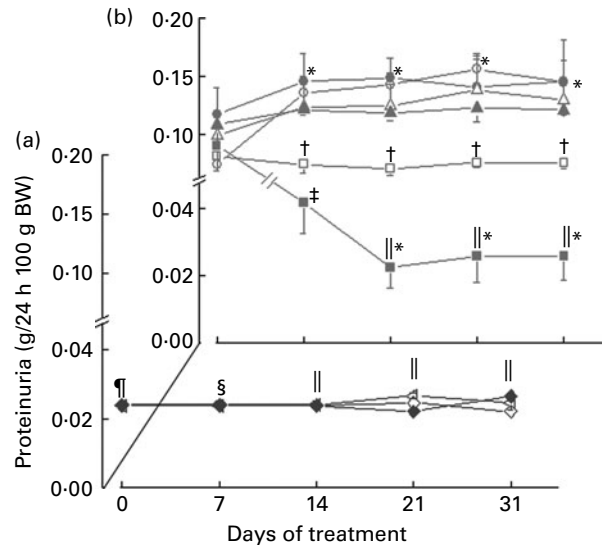 (b)
0·20
0·15
0·10
0·04
0·02
0·00
* * * *
† † † †
‡
||* ||* ||*
(a)
0·20
0·15
0·10
0·04
0·02
0·00
¶ § || || ||
0 7 14 21 31
Proteinuria (g/24 h 100 g BW)
Days of treatment